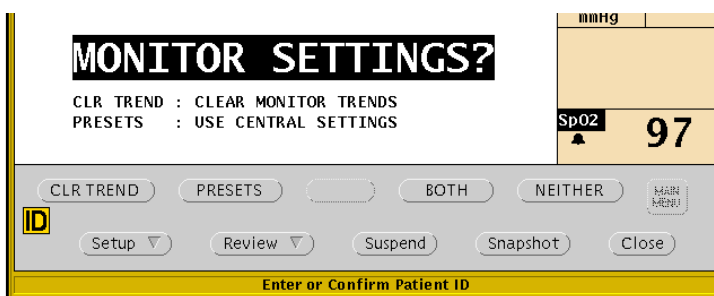 mmHg
MONITOR SETTINGS?
CLR TREND : CLEAR MONITOR TRENDS
PRESETS : USE CENTRAL SETTINGS
SpO2
97
CLR TREND PRESETS BOTH NEITHER MAIN MENU
ID
Setup Review Suspend Snapshot Close
Enter or Confirm Patient ID